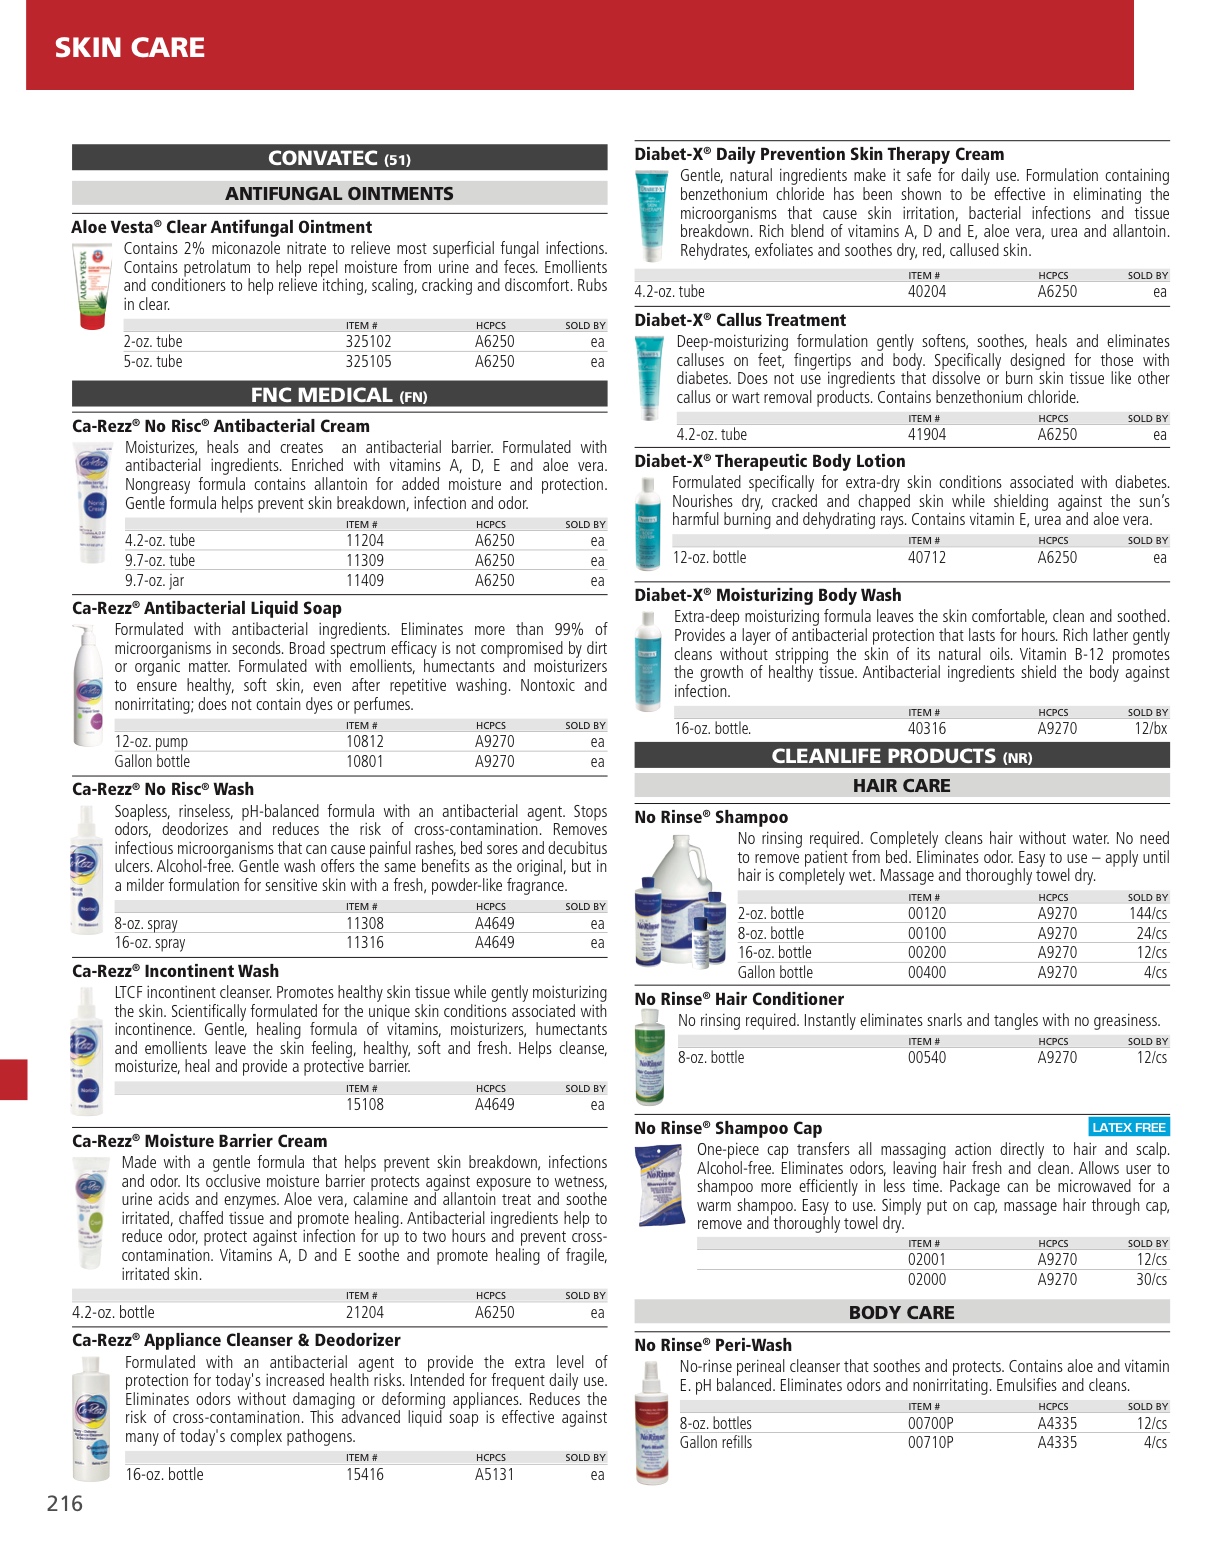 SKIN CARE
CONVATEC (51)
ANTIFUNGAL OINTMENTS
Aloe Vesta® Clear Antifungal Ointment
Contains 2% miconazole nitrate to relieve most superficial fungal infections.
Contains petrolatum to help repel moisture from urine and feces. Emollients
and conditioners to help relieve itching, scaling, cracking and discomfort. Rubs
in clear.
ITEM # HCPCS SOLD BY
2-oz. tube 325102 A6250 ea
5-oz. tube 325105 A6250 ea
FNC MEDICAL (FN)
Ca-Rezz® No Risc® Antibacterial Cream
Moisturizes, heals and creates an antibacterial barrier. Formulated with
antibacterial ingredients. Enriched with vitamins A, D, E and aloe vera.
Nongreasy formula contains allantoin for added moisture and protection.
Gentle formula helps prevent skin breakdown, infection and odor.
ITEM # HCPCS SOLD BY
4.2-oz. tube 11204 A6250 ea
9.7-oz. tube 11309 A6250 ea
9.7-oz. jar 11409 A6250 ea
Ca-Rezz® Antibacterial Liquid Soap
Formulated with antibacterial ingredients. Eliminates more than 99% of
microorganisms in seconds. Broad spectrum efficacy is not compromised by dirt
or organic matter. Formulated with emollients, humectants and moisturizers
to ensure healthy, soft skin, even after repetitive washing. Nontoxic and
nonirritating; does not contain dyes or perfumes.
ITEM # HCPCS SOLD BY
12-oz. pump 10812 A9270 ea
Gallon bottle 10801 A9270 ea
Ca-Rezz® No Risc® Wash
Soapless, rinseless, pH-balanced formula with an antibacterial agent. Stops
odors, deodorizes and reduces the risk of cross-contamination. Removes
infectious microorganisms that can cause painful rashes, bed sores and decubitus
ulcers. Alcohol-free. Gentle wash offers the same benefits as the original, but in
a milder formulation for sensitive skin with a fresh, powder-like fragrance.
ITEM # HCPCS SOLD BY
8-oz. spray 11308 A4649 ea
16-oz. spray 11316 A4649 ea
Ca-Rezz® Incontinent Wash
LTCF incontinent cleanser. Promotes healthy skin tissue while gently moisturizing
the skin. Scientifically formulated for the unique skin conditions associated with
incontinence. Gentle, healing formula of vitamins, moisturizers, humectants
and emollients leave the skin feeling, healthy, soft and fresh. Helps cleanse,
moisturize, heal and provide a protective barrier.
ITEM # HCPCS SOLD BY
15108 A4649 ea
Ca-Rezz® Moisture Barrier Cream
Made with a gentle formula that helps prevent skin breakdown, infections
and odor. Its occlusive moisture barrier protects against exposure to wetness,
urine acids and enzymes. Aloe vera, calamine and allantoin treat and soothe
irritated, chaffed tissue and promote healing. Antibacterial ingredients help to
reduce odor, protect against infection for up to two hours and prevent cross-
contamination. Vitamins A, D and E soothe and promote healing of fragile,
irritated skin.
ITEM # HCPCS SOLD BY
4.2-oz. bottle 21204 A6250 ea
Ca-Rezz® Appliance Cleanser & Deodorizer
Formulated with an antibacterial agent to provide the extra level of
protection for today's increased health risks. Intended for frequent daily use.
Eliminates odors without damaging or deforming appliances. Reduces the
risk of cross-contamination. This advanced liquid soap is effective against
many of today's complex pathogens.
ITEM # HCPCS SOLD BY
16-oz. bottle 15416 A5131 ea
216
Diabet-X® Daily Prevention Skin Therapy Cream
Gentle, natural ingredients make it safe for daily use. Formulation containing
benzethonium chloride has been shown to be effective in eliminating the
microorganisms that cause skin irritation, bacterial infections and tissue
breakdown. Rich blend of vitamins A, D and E, aloe vera, urea and allantoin.
Rehydrates, exfoliates and soothes dry, red, callused skin.
ITEM # HCPCS SOLD BY
4.2-oz. tube 40204 A6250 ea
Diabet-X® Callus Treatment
Deep-moisturizing formulation gently softens, soothes, heals and eliminates
calluses on feet, fingertips and body. Specifically designed for those with
diabetes. Does not use ingredients that dissolve or burn skin tissue like other
callus or wart removal products. Contains benzethonium chloride.
ITEM # HCPCS SOLD BY
4.2-oz. tube 41904 A6250 ea
Diabet-X® Therapeutic Body Lotion
Formulated specifically for extra-dry skin conditions associated with diabetes.
Nourishes dry, cracked and chapped skin while shielding against the sun's
harmful burning and dehydrating rays. Contains vitamin E, urea and aloe vera.
ITEM # HCPCS SOLD BY
12-oz. bottle 40712 A6250 ea
Diabet-X® Moisturizing Body Wash
Extra-deep moisturizing formula leaves the skin comfortable, clean and soothed.
Provides a layer of antibacterial protection that lasts for hours. Rich lather gently
cleans without stripping the skin of its natural oils. Vitamin B-12 promotes
the growth of healthy tissue. Antibacterial ingredients shield the body against
infection.
ITEM # HCPCS SOLD BY
16-oz. bottle. 40316 A9270 12/bx
CLEANLIFE PRODUCTS (NR)
HAIR CARE
No Rinse® Shampoo
No rinsing required. Completely cleans hair without water. No need
to remove patient from bed. Eliminates odor. Easy to use – apply until
hair is completely wet. Massage and thoroughly towel dry.
ITEM # HCPCS SOLD BY
2-oz. bottle 00120 A9270 144/cs
8-oz. bottle 00100 A9270 24/cs
16-oz. bottle 00200 A9270 12/cs
Gallon bottle 00400 A9270 4/cs
No Rinse® Hair Conditioner
No rinsing required. Instantly eliminates snarls and tangles with no greasiness.
ITEM # HCPCS SOLD BY
8-oz. bottle 00540 A9270 12/cs
No Rinse® Shampoo Cap LATEX FREE
One-piece cap transfers all massaging action directly to hair and scalp.
Alcohol-free. Eliminates odors, leaving hair fresh and clean. Allows user to
shampoo more efficiently in less time. Package can be microwaved for a
warm shampoo. Easy to use. Simply put on cap, massage hair through cap,
remove and thoroughly towel dry.
ITEM # HCPCS SOLD BY
02001 A9270 12/cs
02000 A9270 30/cs
BODY CARE
No Rinse® Peri-Wash
No-rinse perineal cleanser that soothes and protects. Contains aloe and vitamin
E. pH balanced. Eliminates odors and nonirritating. Emulsifies and cleans.
ITEM # HCPCS SOLD BY
8-oz. bottles 00700P A4335 12/cs
Gallon refills 00710P A4335 4/cs